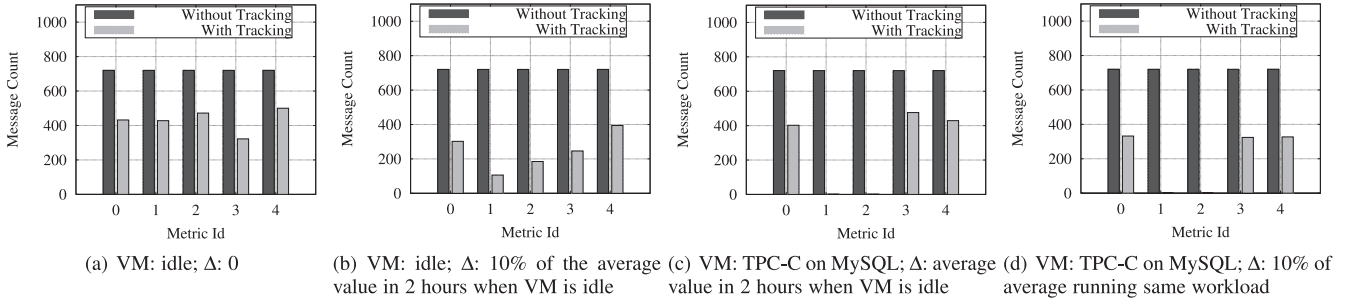 Without Tracking
With Tracking
Message Count
1000
800
600
400
200
0
0 1 2 3 4
Metric Id
(a) VM: idle; Δ: 0
Without Tracking
With Tracking
Message Count
1000
800
600
400
200
0
0 1 2 3 4
Metric Id
(b) VM: idle; Δ: 10% of the average
value in 2 hours when VM is idle
Without Tracking
With Tracking
Message Count
1000
800
600
400
200
0
0 1 2 3 4
Metric Id
(c) VM: TPC-C on MySQL; Δ: average
value in 2 hours when VM is idle
Without Tracking
With Tracking
Message Count
1000
800
600
400
200
0
0 1 2 3 4
Metric Id
(d) VM: TPC-C on MySQL; Δ: 10% of
average running same workload